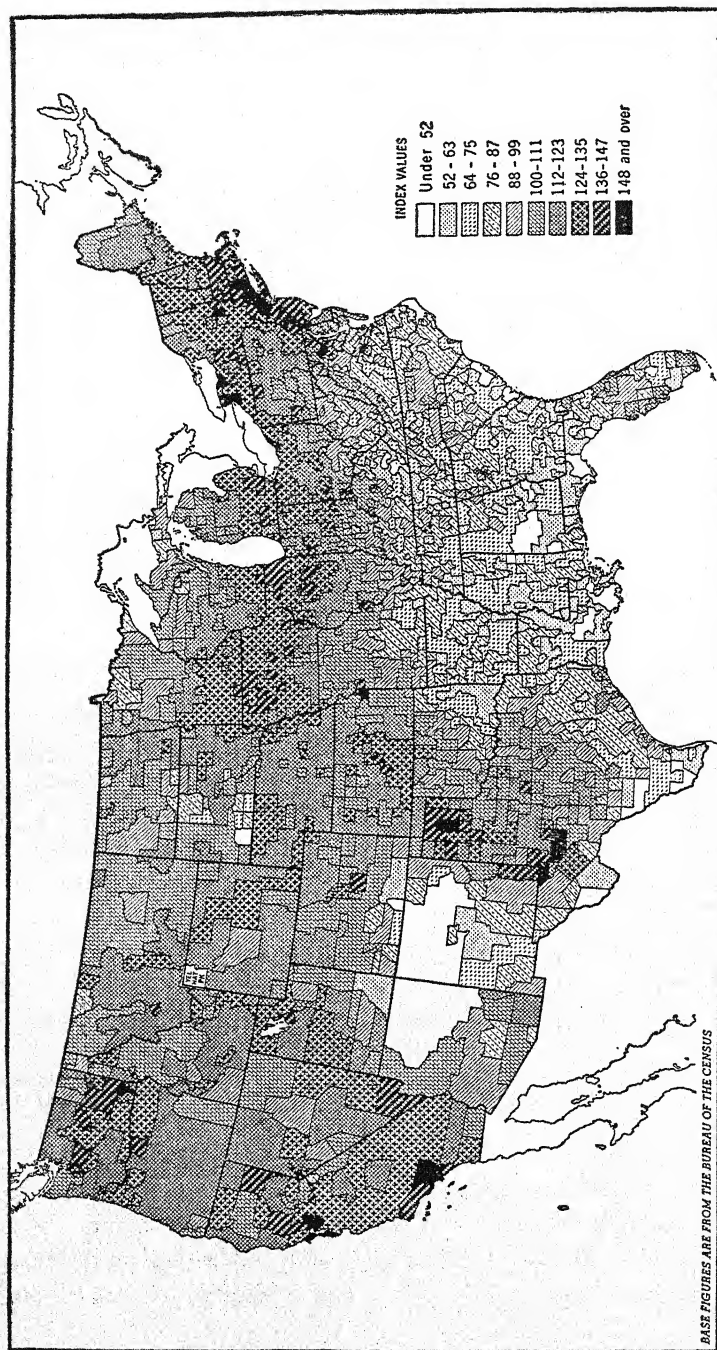 INDEX VALUES
Under 52
52 - 63
64 - 75
76 - 87
88 - 99
100-111
112-123
124-135
136-147
148 and over
BASE FIGURES ARE FROM THE BUREAU OF THE CENSUS